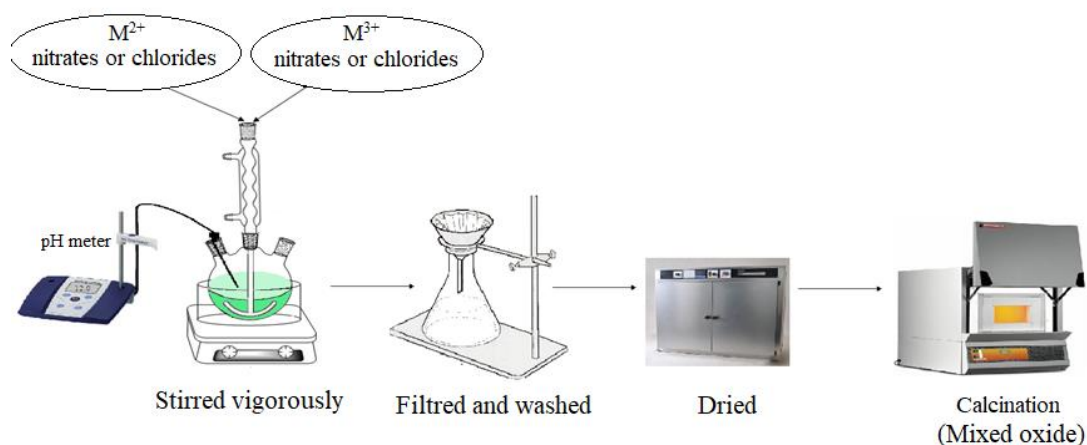 M2+
nitrates or chlorides
M3+
nitrates or chlorides
pH meter
Stirred vigorously
Filtred and washed
Dried
Calcination
(Mixed oxide)